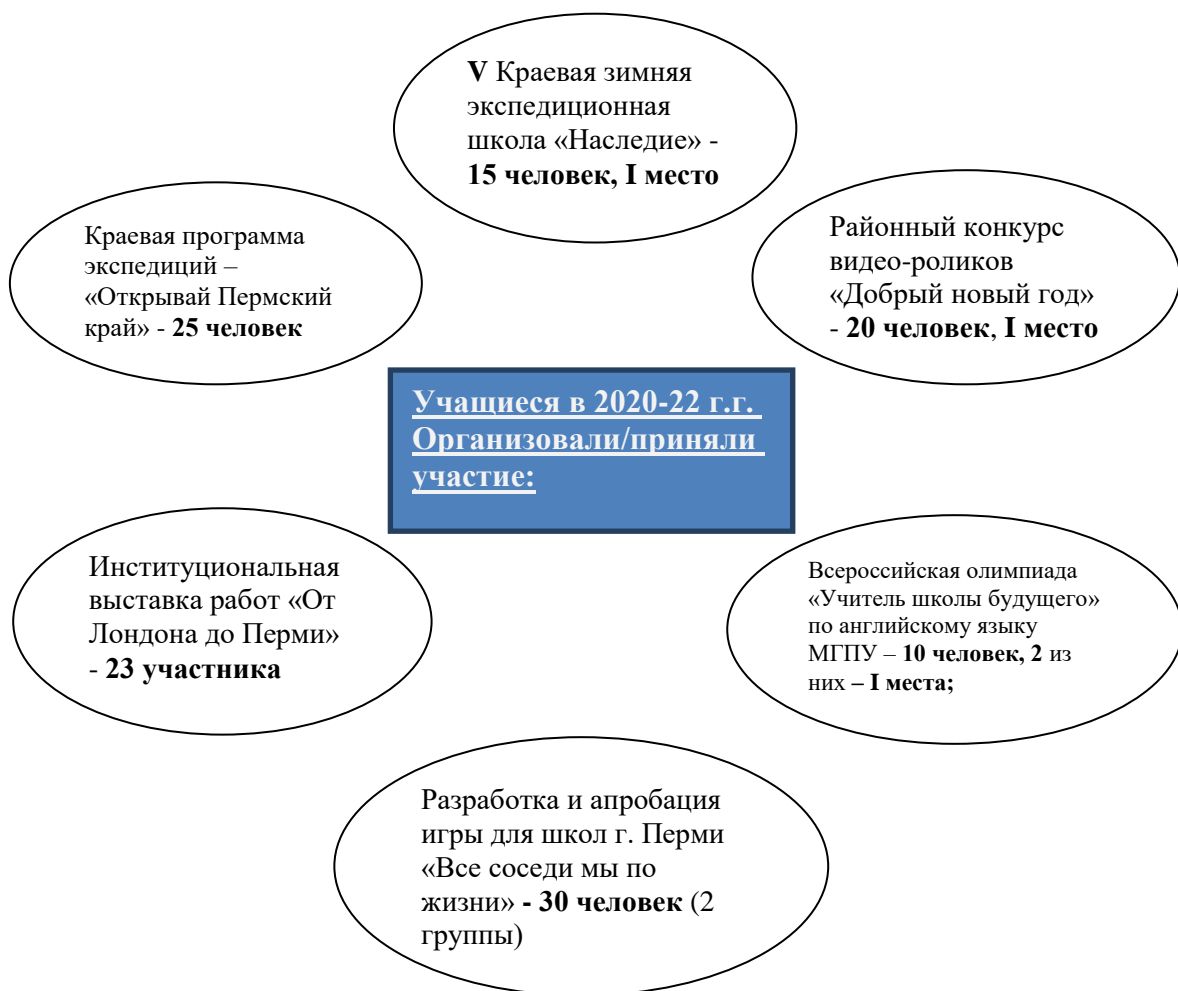 V Краевая зимняя
экспедиционная
школа «Наследие» -
15 человек, I место
Краевая программа
экспедиций –
«Открывай Пермский
край» - 25 человек
Районный конкурс
видео-роликов
«Добрый новый год»
- 20 человек, I место
Учащиеся в 2020-22 г.г.
Организовали/приняли
участие:
Институциональная
выставка работ «От
Лондона до Перми»
- 23 участника
Всероссийская олимпиада
«Учитель школы будущего»
по английскому языку
МГПУ – 10 человек, 2 из
них – I места;
Разработка и апробация
игры для школ г. Перми
«Все соседи мы по
жизни» - 30 человек (2
группы)